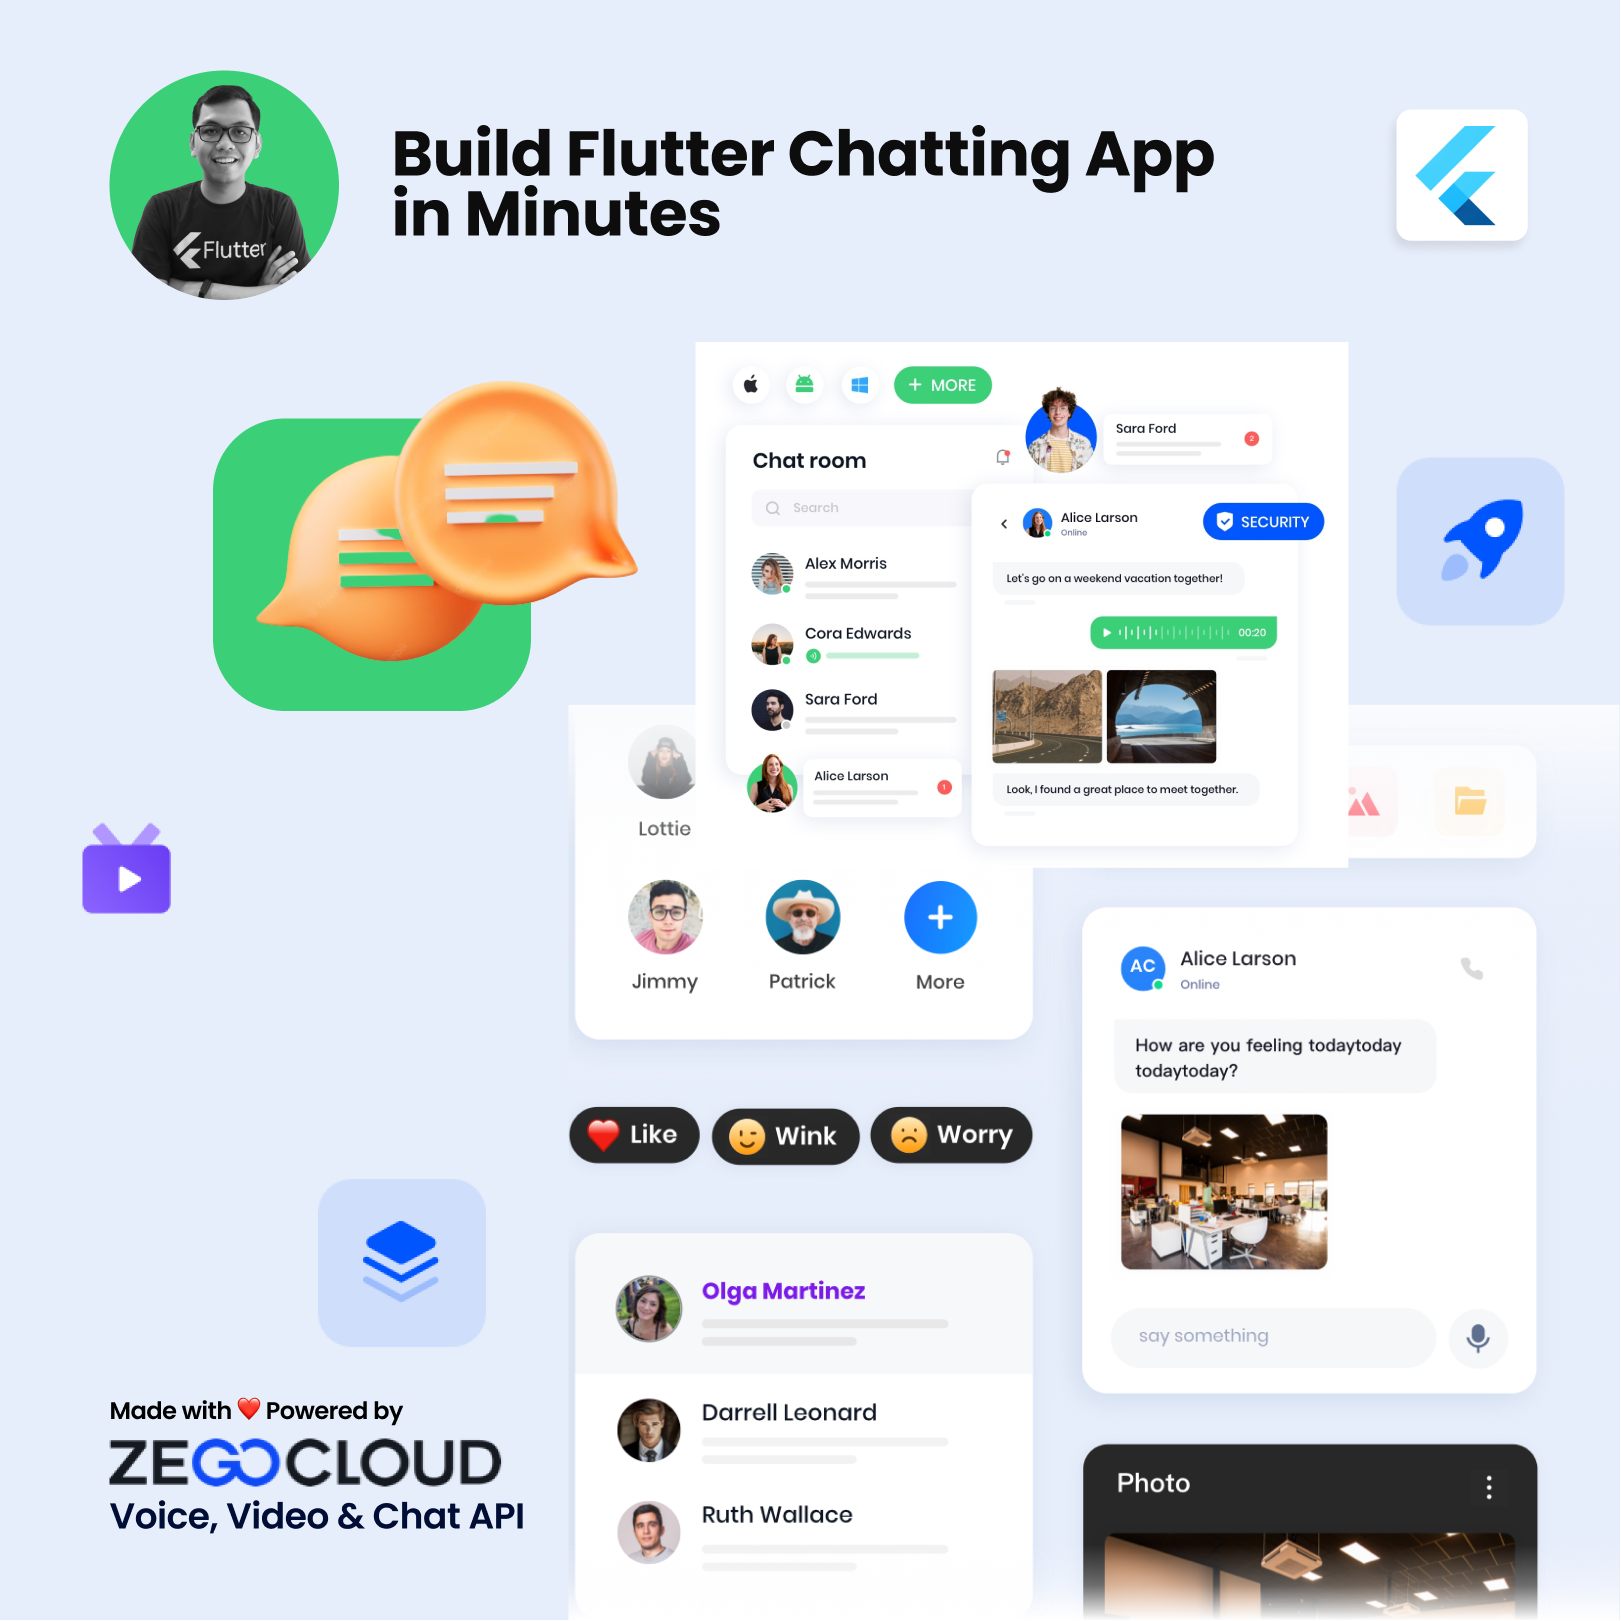 Build Flutter Chatting App
in Minutes
Flutter
+ MORE
Chat room
Search
Alex Morris
Cora Edwards
Sara Ford
Alice Larson
1
Sara Ford
2
Alice Larson
Online
SECURITY
Let's go on a weekend vacation together!
00:20
Look, I found a great place to meet together.
Lottie
Jimmy
Patrick
More
Like
Wink
Worry
AC
Alice Larson
Online
How are you feeling todaytoday
todaytoday?
say something
Olga Martinez
Darrell Leonard
Ruth Wallace
Photo
Made with ❤️ Powered by
ZEGOCLOUD
Voice, Video & Chat API